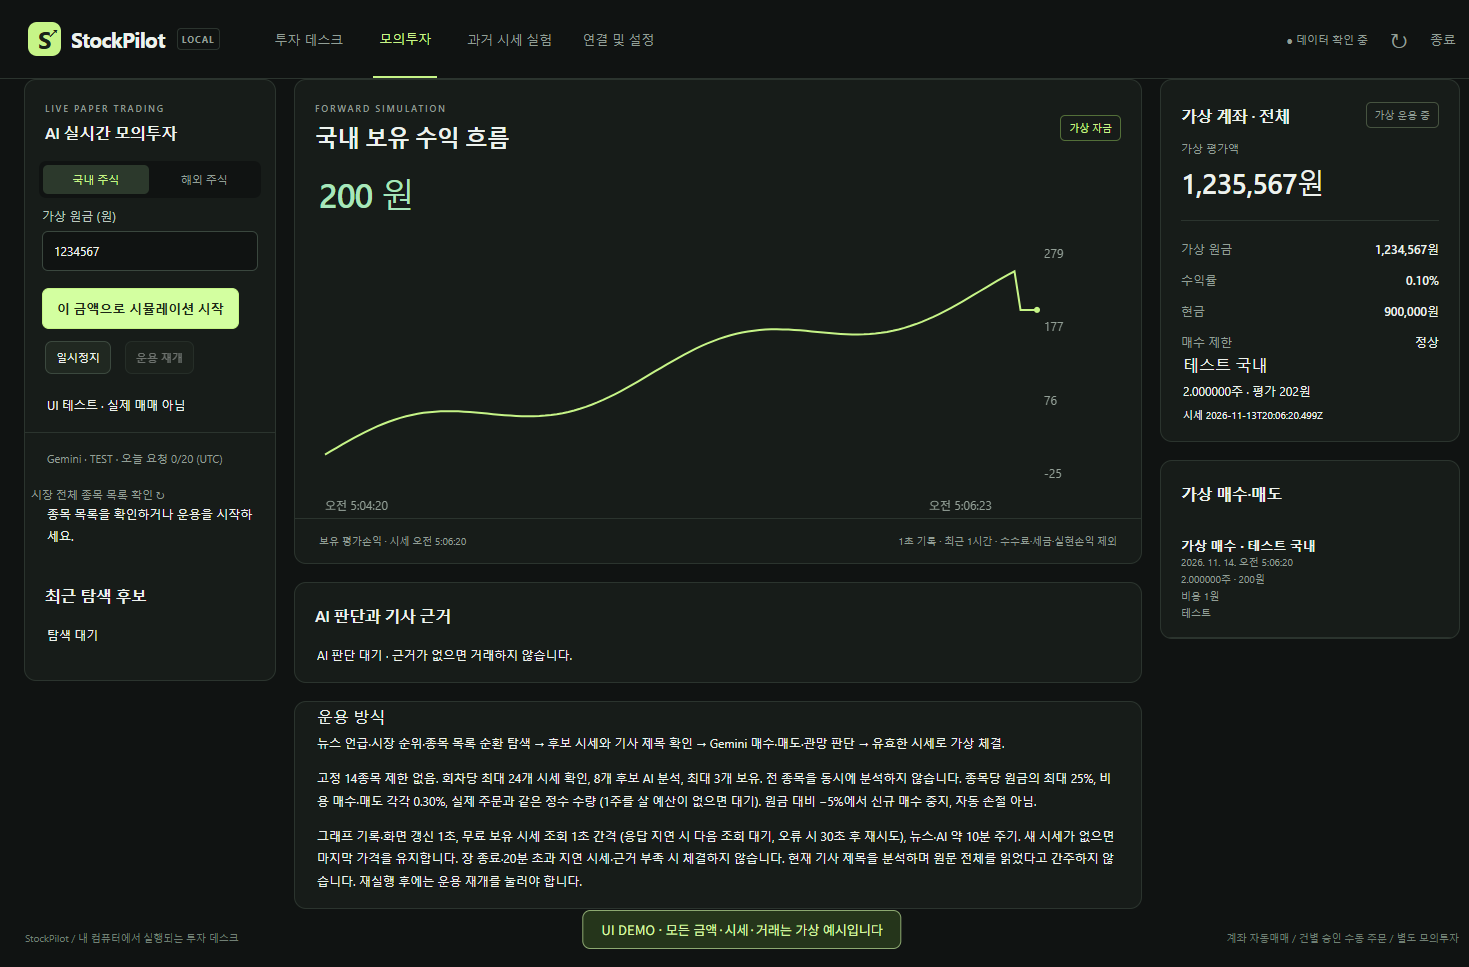 S StockPilot LOCAL 투자 데스크 모의투자 과거 시세 실험 연결 및 설정 ● 데이터 확인 중 ↻ 종료
LIVE PAPER TRADING
AI 실시간 모의투자
국내 주식 해외 주식
가상 원금 (원)
1234567
이 금액으로 시뮬레이션 시작
일시정지 운용 재개
UI 테스트 · 실제 매매 아님
Gemini · TEST · 오늘 요청 0/20 (UTC)
시장 전체 종목 목록 확인 ↻
종목 목록을 확인하거나 운용을 시작하
세요.
최근 탐색 후보
탐색 대기
FORWARD SIMULATION
국내 보유 수익 흐름
가상 자금
200 원
279
177
76
-25
오전 5:04:20 오전 5:06:23
보유 평가손익 · 시세 오전 5:06:20 1초 기록 · 최근 1시간 · 수수료·세금·실현손익 제외
AI 판단과 기사 근거
AI 판단 대기 · 근거가 없으면 거래하지 않습니다.
운용 방식
뉴스 언급·시장 순위·종목 목록 순환 탐색 → 후보 시세와 기사 제목 확인 → Gemini 매수·매도·관망 판단 → 유효한 시세로 가상 체결.
고정 14종목 제한 없음. 회차당 최대 24개 시세 확인, 8개 후보 AI 분석, 최대 3개 보유. 전 종목을 동시에 분석하지 않습니다. 종목당 원금의 최대 25%, 비
용 매수·매도 각각 0.30%, 실제 주문과 같은 정수 수량 (1주를 살 예산이 없으면 대기). 원금 대비 −5%에서 신규 매수 중지, 자동 손절 아님.
그래프 기록·화면 갱신 1초, 무료 보유 시세 조회 1초 간격 (응답 지연 시 다음 조회 대기, 오류 시 30초 후 재시도), 뉴스·AI 약 10분 주기. 새 시세가 없으면
마지막 가격을 유지합니다. 장 종료·20분 초과 지연 시세·근거 부족 시 체결하지 않습니다. 현재 기사 제목을 분석하며 원문 전체를 읽었다고 간주하지 않
습니다. 재실행 후에는 운용 재개를 눌러야 합니다.
가상 계좌 · 전체 가상 운용 중
가상 평가액
1,235,567원
가상 원금 1,234,567원
수익률 0.10%
현금 900,000원
매수 제한 정상
테스트 국내
2.000000주 · 평가 202원
시세 2026-11-13T20:06:20.499Z
가상 매수·매도
가상 매수 · 테스트 국내
2026. 11. 14. 오전 5:06:20
2.000000주 · 200원
비용 1원
테스트
UI DEMO · 모든 금액·시세·거래는 가상 예시입니다
StockPilot / 내 컴퓨터에서 실행되는 투자 데스크 계좌 자동매매 / 건별 승인 수동 주문 / 별도 모의투자